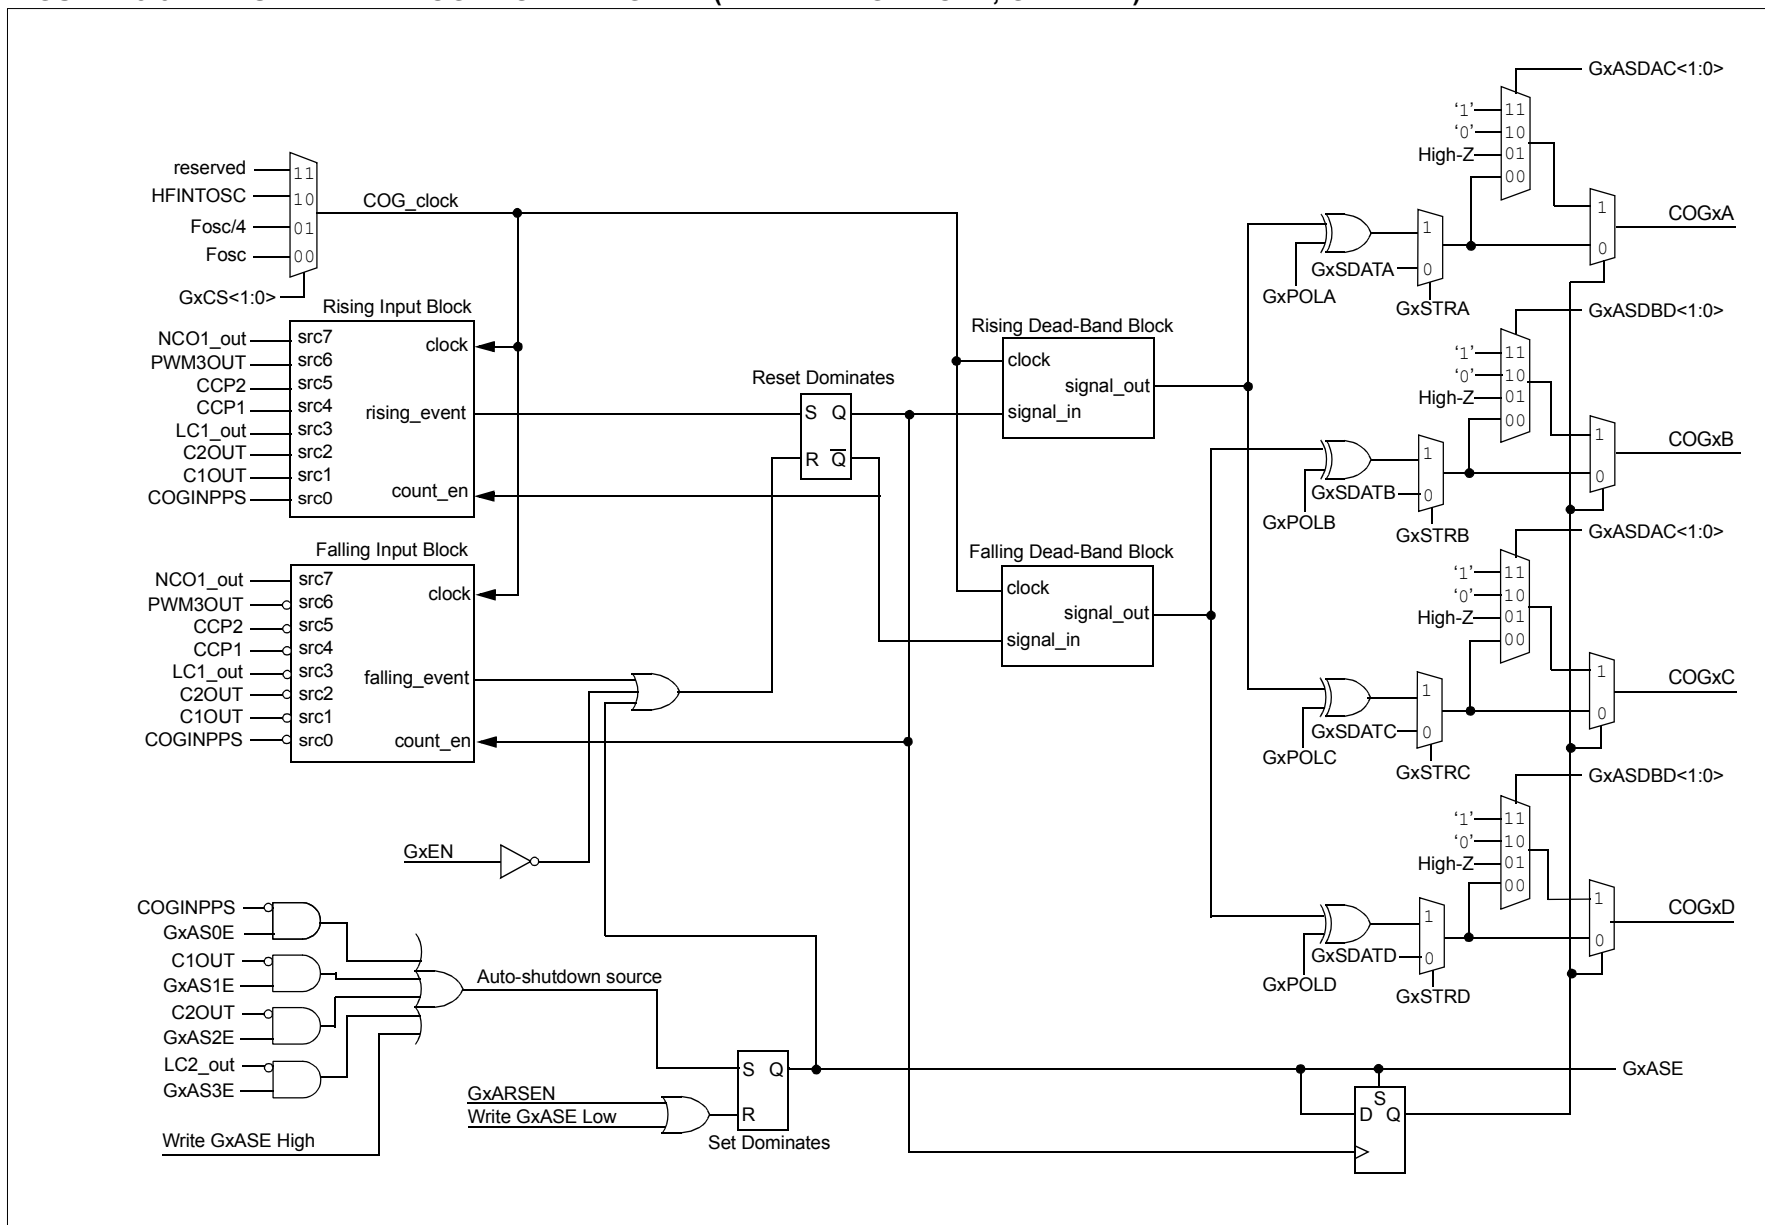 GxASDAC<1:0>
'1' 11
'0' 10
High-Z 01
00
reserved 11
HFINTOSC 10
Fosc/4 01
Fosc 00
GxCS<1:0>
COG_clock
1
0
COGxA
1
0
GxSDATA
GxPOLA
GxSTRA
Rising Input Block
NCO1_out src7
PWM3OUT src6
CCP2 src5
CCP1 src4
LC1_out src3
C2OUT src2
C1OUT src1
COGINPPS src0
clock
rising_event
count_en
Reset Dominates
S Q
R Q
Rising Dead-Band Block
clock
signal_out
signal_in
GxASDBD<1:0>
'1' 11
'0' 10
High-Z 01
00
1
0
COGxB
1
0
GxSDATB
GxPOLB
GxSTRB
Falling Input Block
NCO1_out src7
PWM3OUT src6
CCP2 src5
CCP1 src4
LC1_out src3
C2OUT src2
C1OUT src1
COGINPPS src0
clock
falling_event
count_en
Falling Dead-Band Block
clock
signal_out
signal_in
GxASDAC<1:0>
'1' 11
'0' 10
High-Z 01
00
1
0
COGxC
1
0
GxSDATC
GxPOLC
GxSTRC
GxASDBD<1:0>
'1' 11
'0' 10
High-Z 01
00
1
0
COGxD
1
0
GxSDATD
GxPOLD
GxSTRD
GxEN
COGINPPS
GxAS0E
C1OUT
GxAS1E
C2OUT
GxAS2E
LC2_out
GxAS3E
Write GxASE High
Auto-shutdown source
GxARSEN
Write GxASE Low
S Q
R
Set Dominates
GxASE
S
D Q